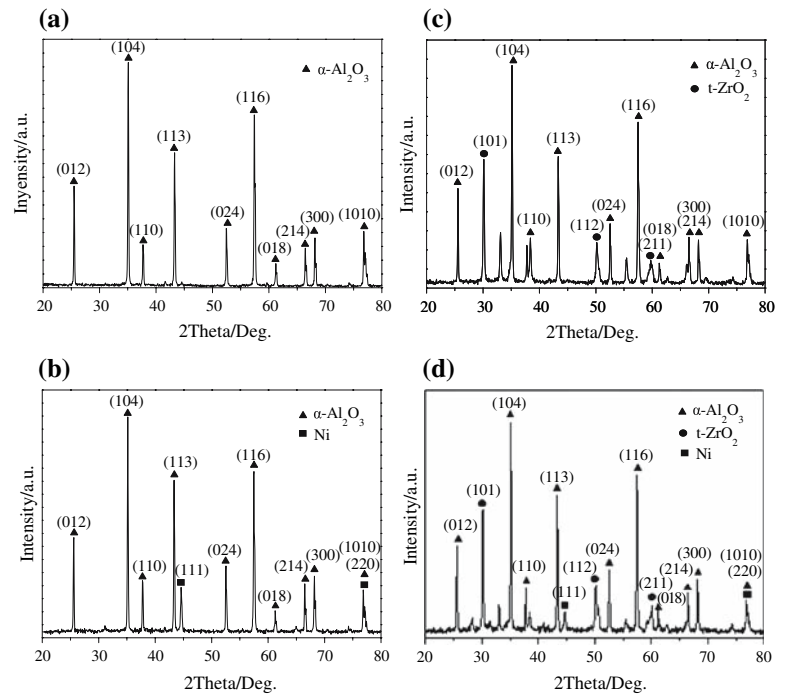 (a)
(104)
▲ α-Al2O3
(116)
(113)
(012)
(110)
(024)
(018)
(214)
(300)
(1010)
Inyensity/a.u.
20 30 40 50 60 70 80
2Theta/Deg.
(c)
(104)
▲ α-Al2O3
● t-ZrO2
(116)
(101)
(113)
(012)
(110)
(112)
(024)
(018)
(211)
(300)
(214)
(1010)
Intensity/a.u.
20 30 40 50 60 70 80
2Theta/Deg.
(b)
(104)
▲ α-Al2O3
■ Ni
(116)
(113)
(012)
(110)
(111)
(024)
(018)
(214)
(300)
(1010)
(220)
Intensity/a.u.
20 30 40 50 60 70 80
2Theta/Deg.
(d)
(104)
▲ α-Al2O3
● t-ZrO2
■ Ni
(116)
(101)
(113)
(012)
(110)
(111)
(112)
(024)
(211)
(018)
(214)
(300)
(1010)
(220)
Intensity/a.u.
20 30 40 50 60 70 80
2Theta/Deg.